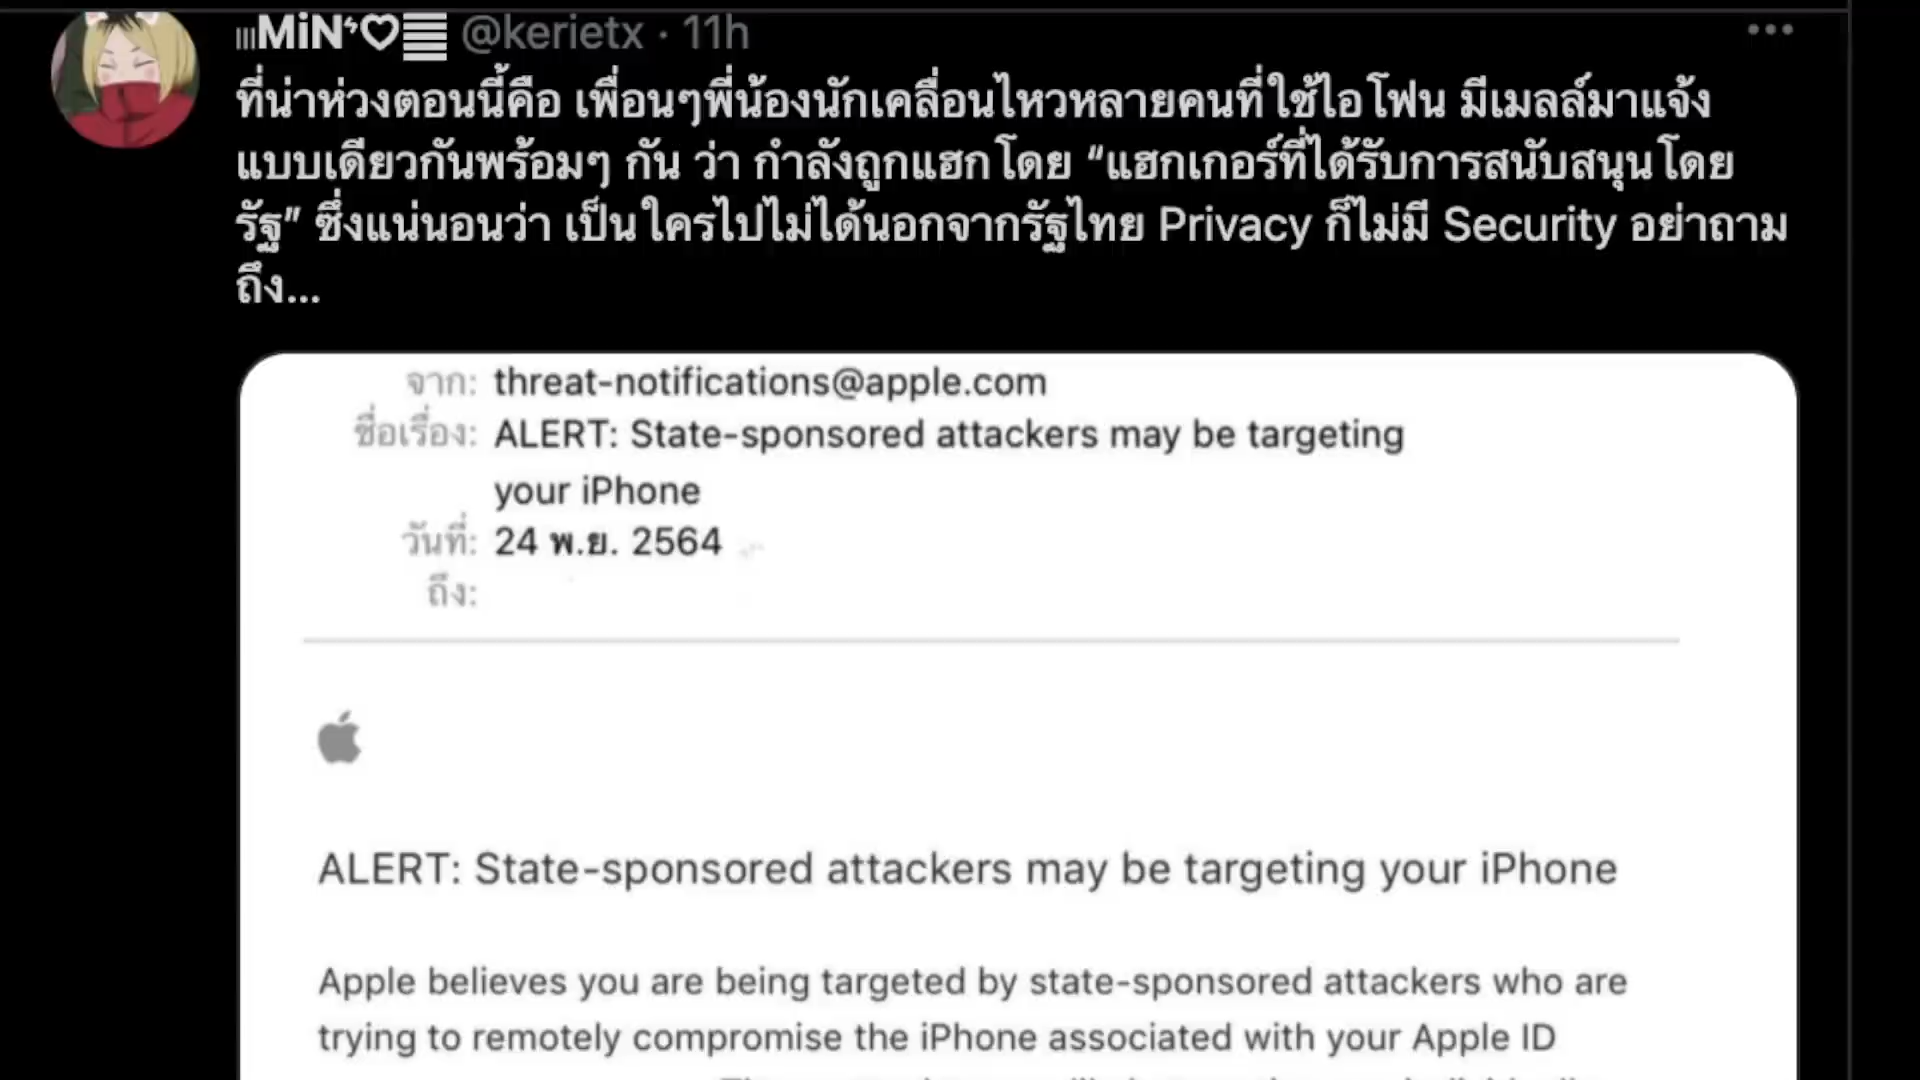 MiN @kerietx · 11h
ที่น่าห่วงตอนนี้คือ เพื่อนๆพี่น้องนักเคลื่อนไหวหลายคนที่ใช้ไอโฟน มีเมลล์มาแจ้ง
แบบเดียวกันพร้อมๆ กัน ว่า กำลังถูกแฮกโดย “แฮกเกอร์ที่ได้รับการสนับสนุนโดย
รัฐ” ซึ่งแน่นอนว่า เป็นใครไปไม่ได้นอกจากรัฐไทย Privacy ก็ไม่มี Security อย่าถาม
ถึง...
จาก: threat-notifications@apple.com
ชื่อเรื่อง: ALERT: State-sponsored attackers may be targeting
your iPhone
วันที่: 24 พ.ย. 2564
ถึง:
ALERT: State-sponsored attackers may be targeting your iPhone
Apple believes you are being targeted by state-sponsored attackers who are
trying to remotely compromise the iPhone associated with your Apple ID